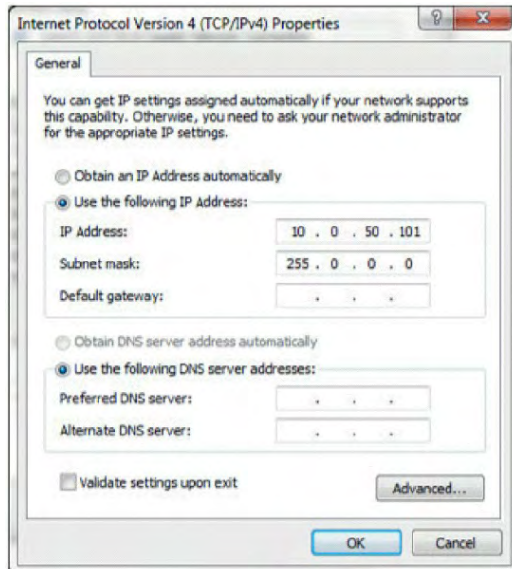 Internet Protocol Version 4 (TCP/IPv4) Properties
General
You can get IP settings assigned automatically if your network supports
this capability. Otherwise, you need to ask your network administrator
for the appropriate IP settings.
Obtain an IP Address automatically
Use the following IP Address:
IP Address: 10 . 0 . 50 . 101
Subnet mask: 255 . 0 . 0 . 0
Default gateway: . . .
Obtain DNS server address automatically
Use the following DNS server addresses:
Preferred DNS server: . . .
Alternate DNS server: . . .
Validate settings upon exit
Advanced...
OK Cancel